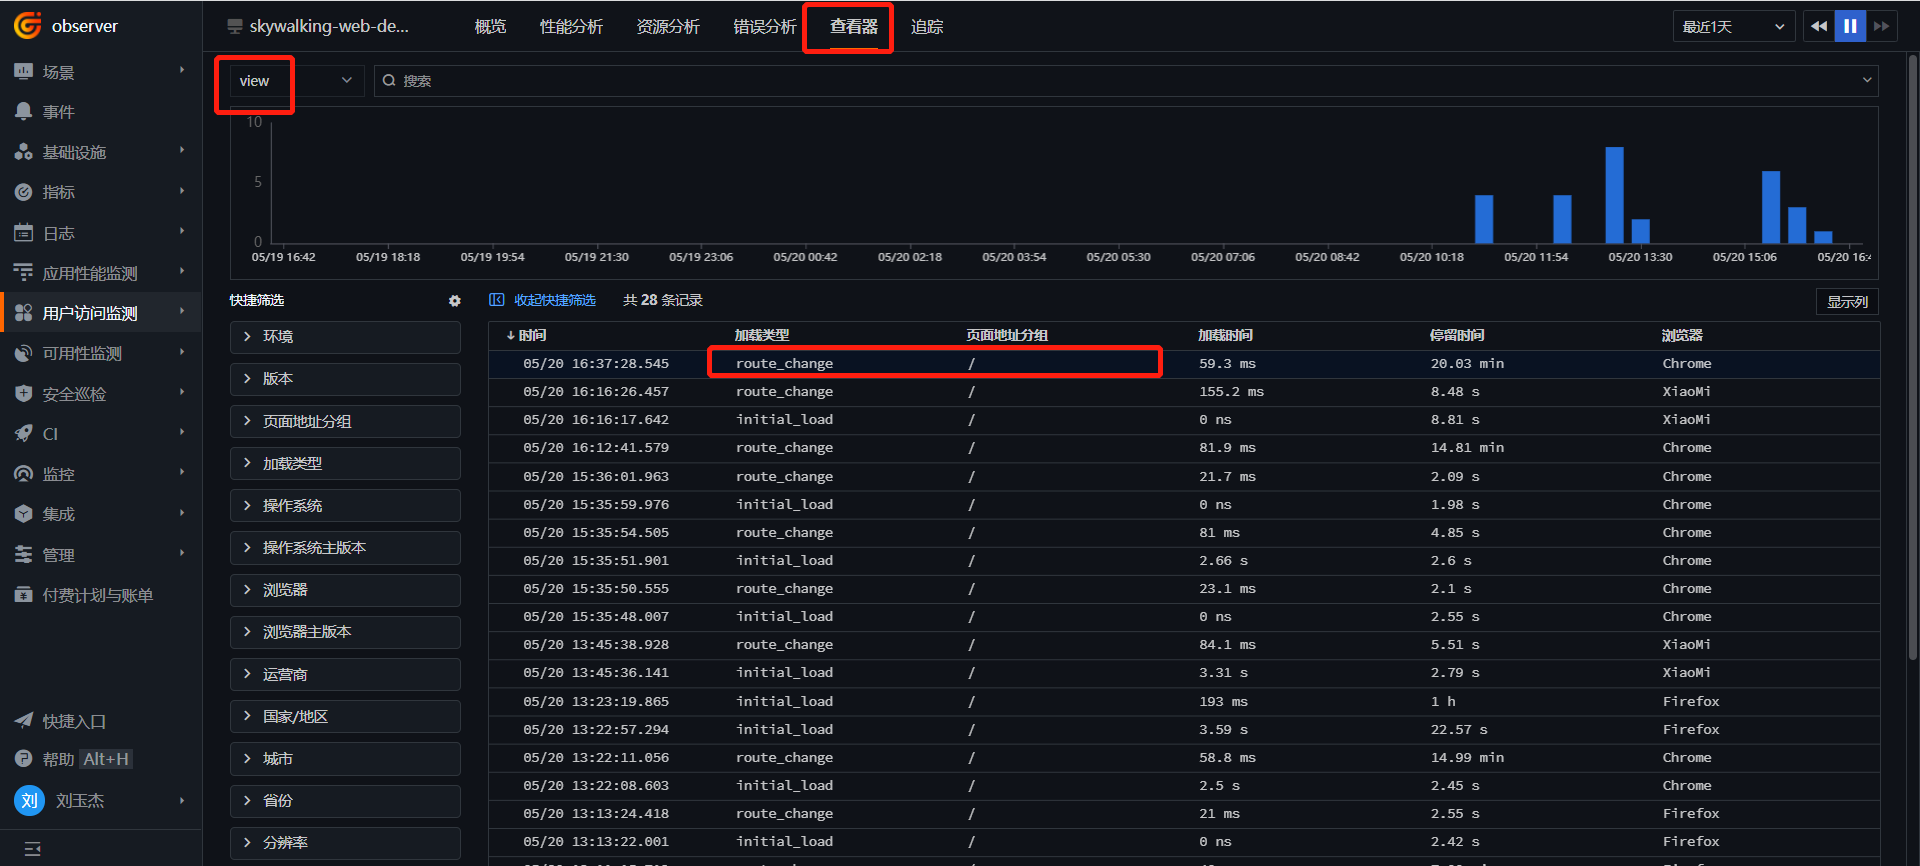 observer
skywalking-web-de...
概览
性能分析
资源分析
错误分析
查看器
追踪
最近1天
场景
事件
基础设施
指标
日志
应用性能监测
用户访问监测
可用性监测
安全巡检
CI
监控
集成
管理
付费计划与账单
快捷入口
帮助 Alt+H
刘 刘玉杰
view
搜索
10
5
0
05/19 16:42 05/19 18:18 05/19 19:54 05/19 21:30 05/19 23:06 05/20 00:42 05/20 02:18 05/20 03:54 05/20 05:30 05/20 07:06 05/20 08:42 05/20 10:18 05/20 11:54 05/20 13:30 05/20 15:06 05/20 16:4
快捷筛选
环境
版本
页面地址分组
加载类型
操作系统
操作系统主版本
浏览器
浏览器主版本
运营商
国家/地区
城市
省份
分辨率
收起快捷筛选 共 28 条记录 显示列
时间 加载类型 页面地址分组 加载时间 停留时间 浏览器
05/20 16:37:28.545 route_change / 59.3 ms 20.03 min Chrome
05/20 16:16:26.457 route_change / 155.2 ms 8.48 s XiaoMi
05/20 16:16:17.642 initial_load / 0 ns 8.81 s XiaoMi
05/20 16:12:41.579 route_change / 81.9 ms 14.81 min Chrome
05/20 15:36:01.963 route_change / 21.7 ms 2.09 s Chrome
05/20 15:35:59.976 initial_load / 0 ns 1.98 s Chrome
05/20 15:35:54.505 route_change / 81 ms 4.85 s Chrome
05/20 15:35:51.901 initial_load / 2.66 s 2.6 s Chrome
05/20 15:35:50.555 route_change / 23.1 ms 2.1 s Chrome
05/20 15:35:48.007 initial_load / 0 ns 2.55 s Chrome
05/20 13:45:38.928 route_change / 84.1 ms 5.51 s XiaoMi
05/20 13:45:36.141 initial_load / 3.31 s 2.79 s XiaoMi
05/20 13:23:19.865 initial_load / 193 ms 1 h Firefox
05/20 13:22:57.294 initial_load / 3.59 s 22.57 s Firefox
05/20 13:22:11.056 route_change / 58.8 ms 14.99 min Chrome
05/20 13:22:08.603 initial_load / 2.5 s 2.45 s Chrome
05/20 13:13:24.418 route_change / 21 ms 2.55 s Firefox
05/20 13:13:22.001 initial_load / 0 ns 2.42 s Firefox